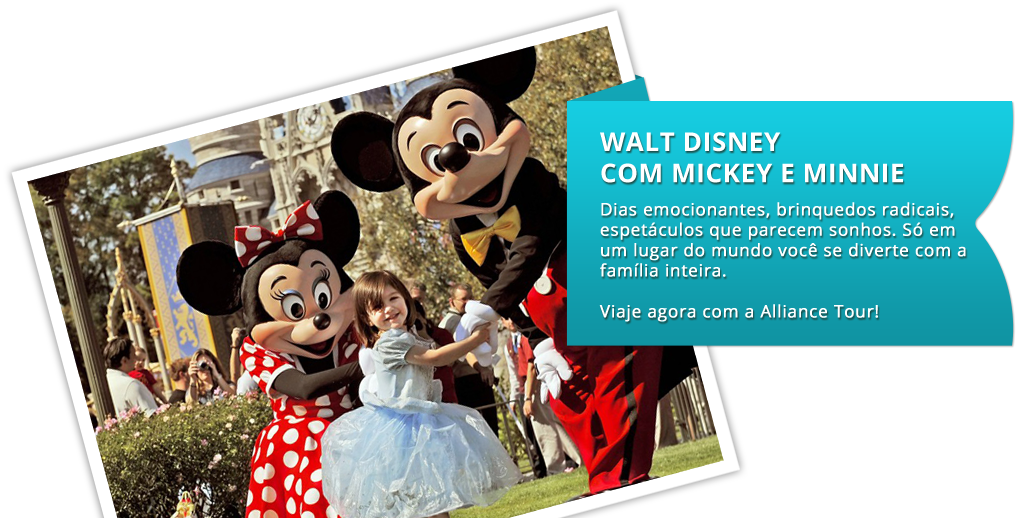 WALT DISNEY
COM MICKEY E MINNIE
Dias emocionantes, brinquedos radicais,
espetáculos que parecem sonhos. Só em
um lugar do mundo você se diverte com a
família inteira.
Viaje agora com a Alliance Tour!